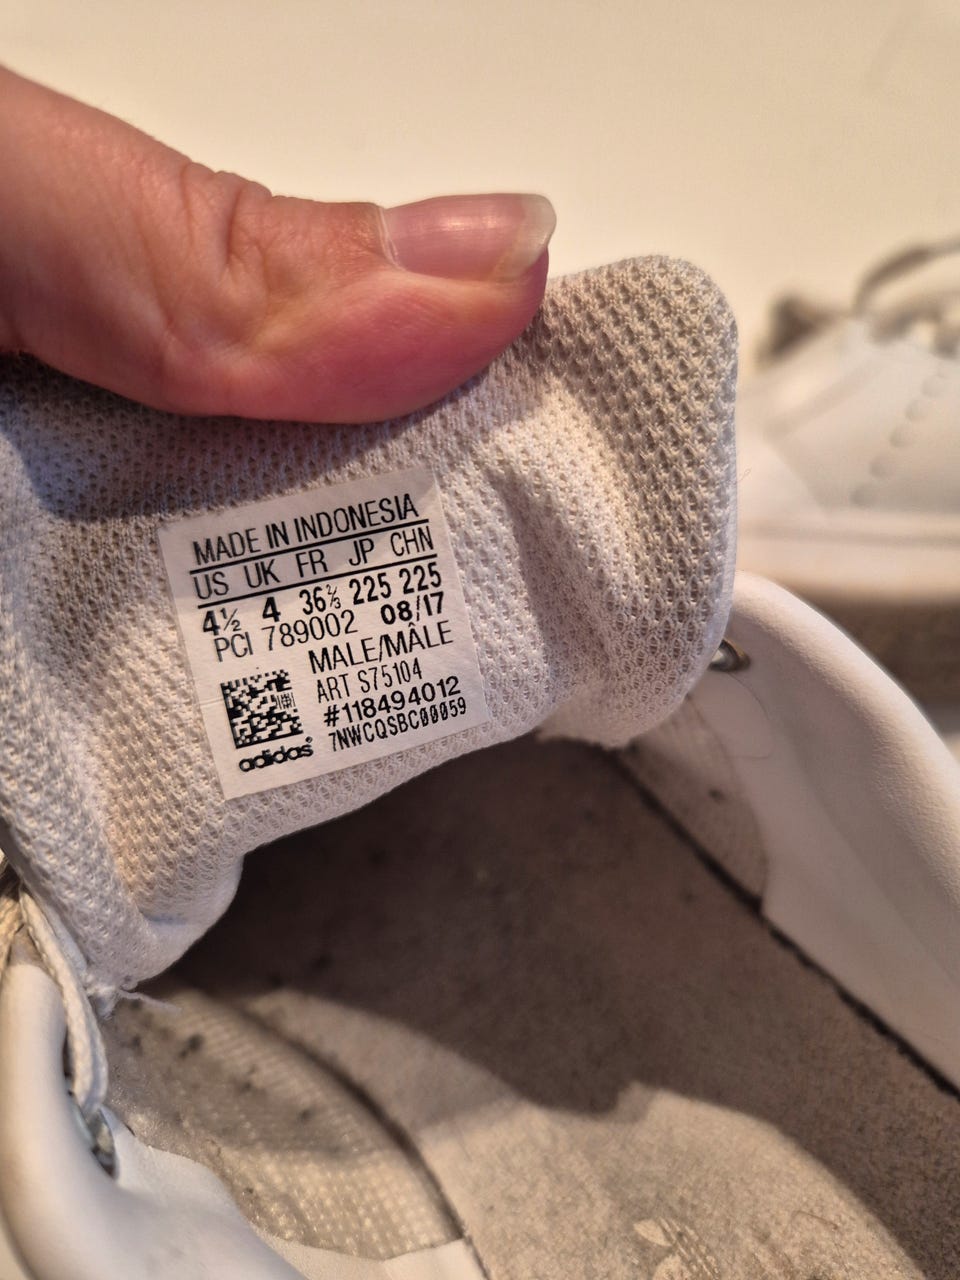 MADE IN INDONESIA
US UK FR JP CHN
4½ 4 36⅔ 225 225
PCI 789002 08/17
MALE/MÂLE
ART S75104
#118494012
7NWCQSBC00059
adidas®